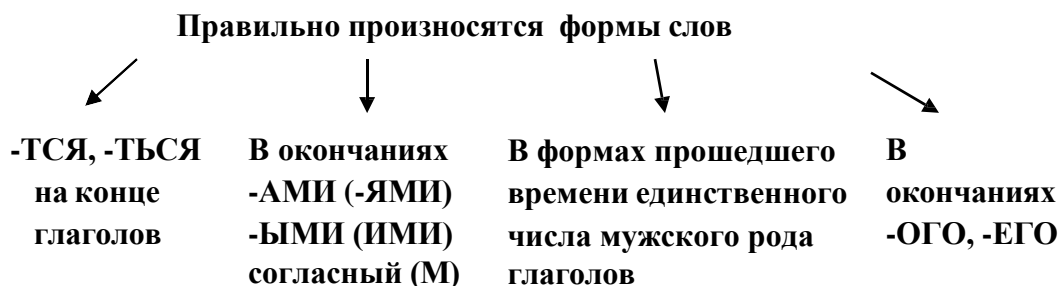 Правильно произносятся формы слов
-ТСЯ, -ТЬСЯ
на конце
глаголов
В окончаниях
-АМИ (-ЯМИ)
-ЫМИ (ИМИ)
согласный (М)
В формах прошедшего
времени единственного
числа мужского рода
глаголов
В
окончаниях
-ОГО, -ЕГО